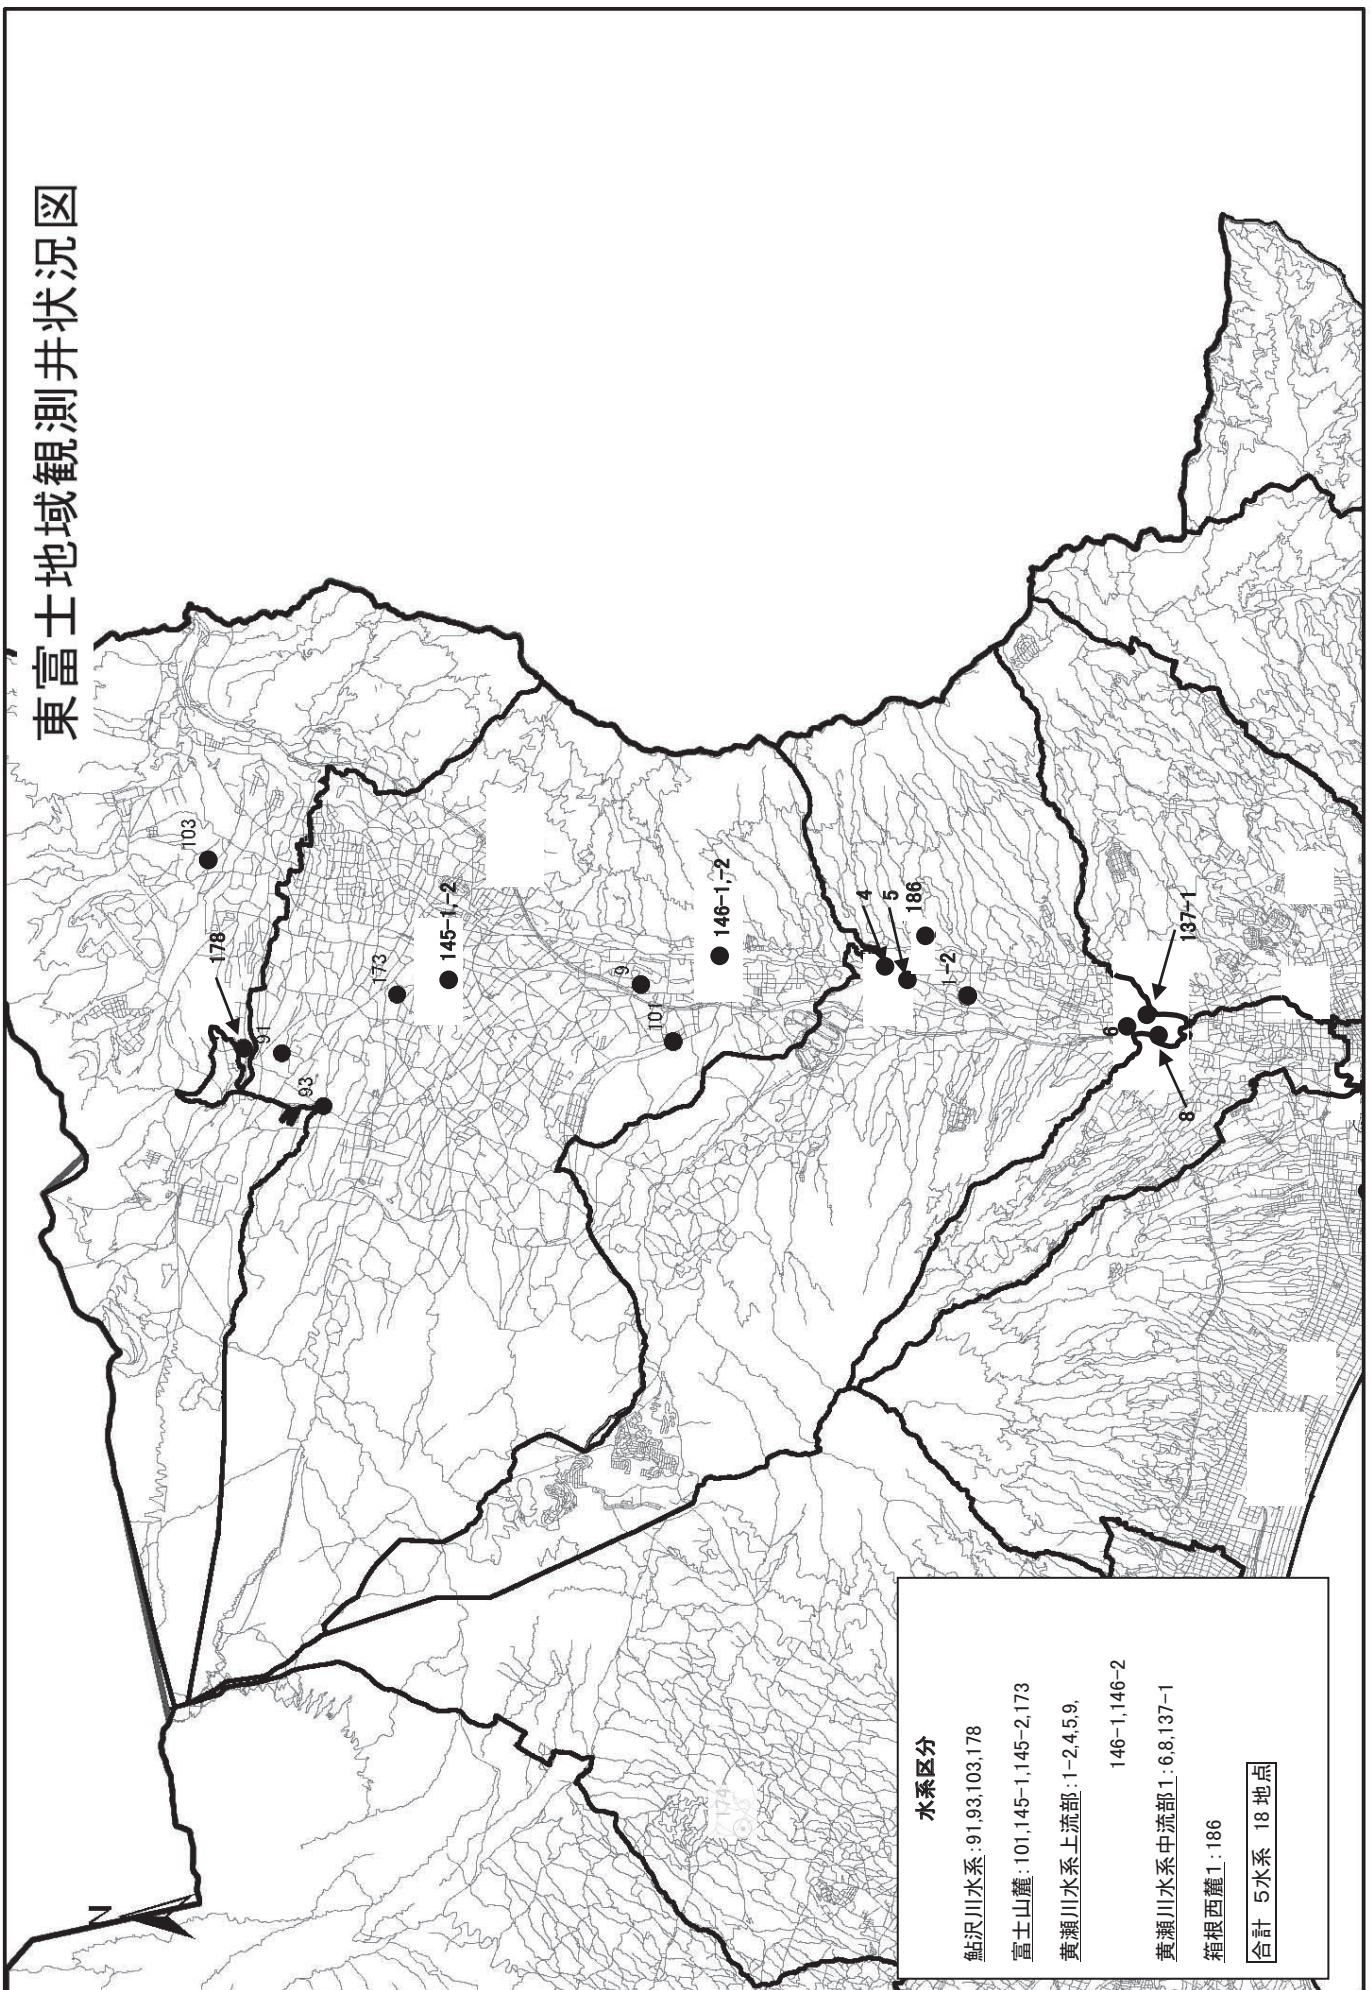 東富士地域観測井状況図
103
178
91
93
173
145-1,-2
9
101
146-1,-2
4
5
186
1-2
6
137-1
8
174
N
水系区分
鮎沢川水系:91,93,103,178
富士山麓:101,145-1,145-2,173
黄瀬川水系上流部:1-2,4,5,9,
146-1,146-2
黄瀬川水系中流部1:6,8,137-1
箱根西麓1:186
合計 5水系 18地点